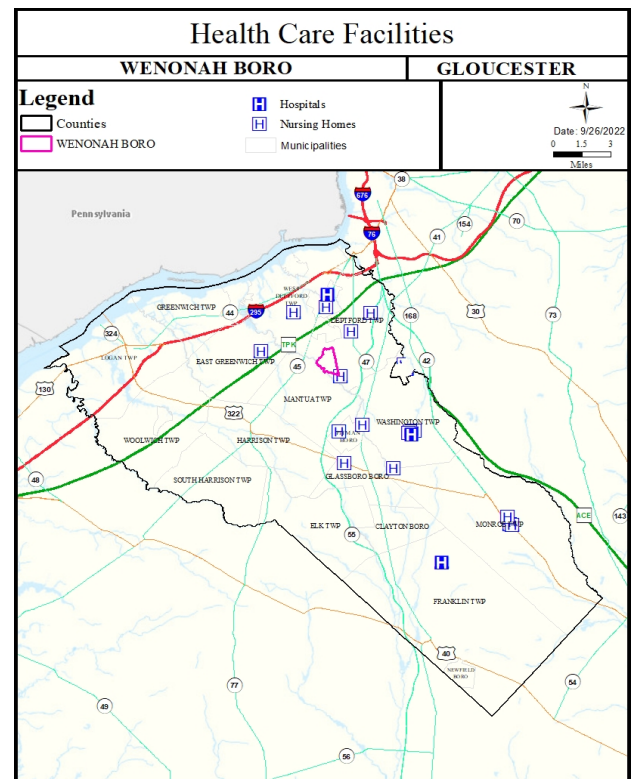 Health Care Facilities
WENONAH BORO
GLOUCESTER
Legend
Counties
WENONAH BORO
H Hospitals
H Nursing Homes
Municipalities
N
Date: 9/26/2022
0 1.5 3
Miles
38
676
Pennsylvania
70
154
76
41
WEST
DEPTFORD
TWP
GREENWICH TWP
44
295
168
30
73
DEPTFORD TWP
324
TPK
LOGAN TWP
EAST GREENWICH TWP
45
47
42
130
MANTUA TWP
322
WASHINGTON TWP
WOOLWICH TWP
HARRISON TWP
BORO
GLASSBORO BORO
48
SOUTH HARRISON TWP
ELK TWP
CLAYTON BORO
MONROE TWP
ACE
143
55
FRANKLIN TWP
40
NEWFIELD
BORO
54
77
49
56